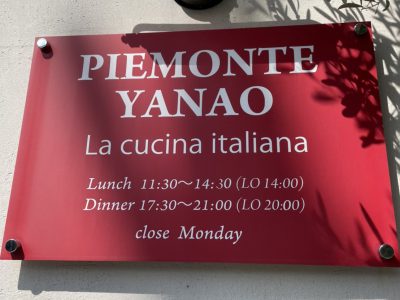 PIEMONTE
YANAO
La cucina italiana
Lunch 11:30〜14:30 (LO 14:00)
Dinner 17:30〜21:00 (LO 20:00)
close Monday